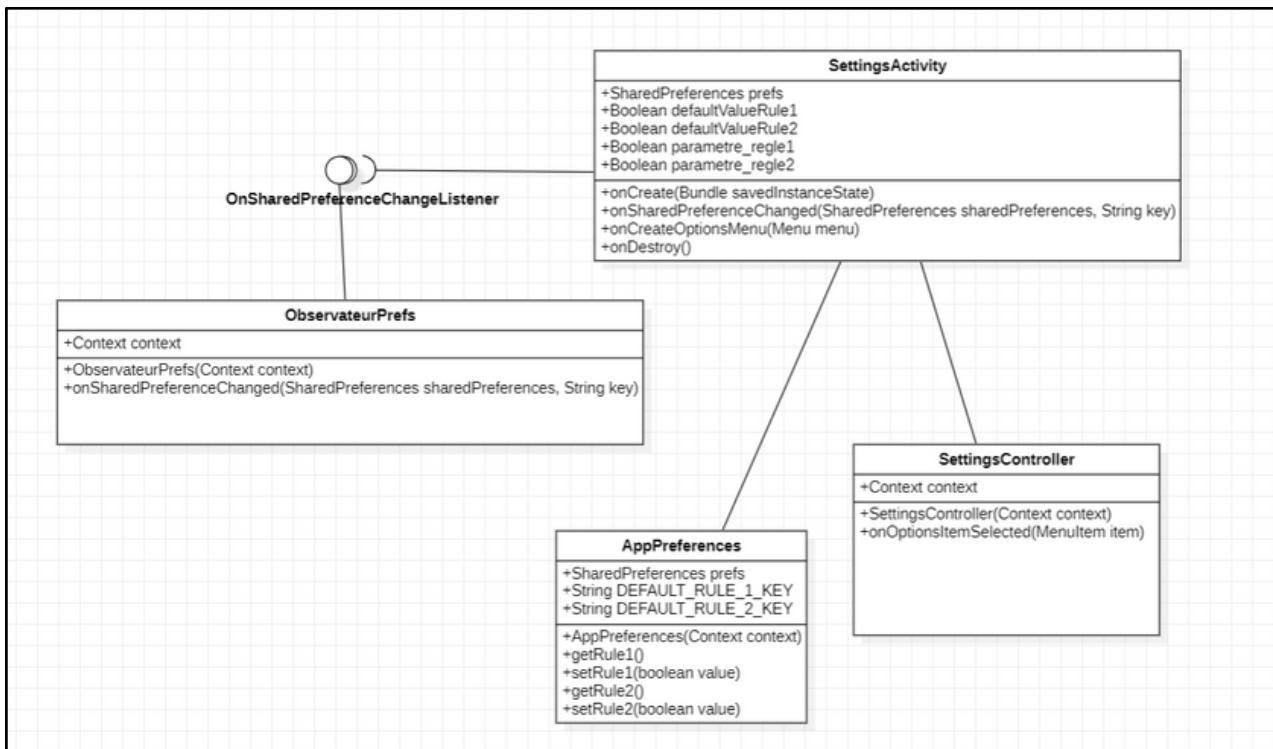 SettingsActivity
+SharedPreferences prefs
+Boolean defaultValueRule1
+Boolean defaultValueRule2
+Boolean parametre_regle1
+Boolean parametre_regle2
+onCreate(Bundle savedInstanceState)
+onSharedPreferenceChanged(SharedPreferences sharedPreferences, String key)
+onCreateOptionsMenu(Menu menu)
+onDestroy()
OnSharedPreferenceChangeListener
ObservateurPrefs
+Context context
+ObservateurPrefs(Context context)
+onSharedPreferenceChanged(SharedPreferences sharedPreferences, String key)
SettingsController
+Context context
+SettingsController(Context context)
+onOptionsItemSelected(MenuItem item)
AppPreferences
+SharedPreferences prefs
+String DEFAULT_RULE_1_KEY
+String DEFAULT_RULE_2_KEY
+AppPreferences(Context context)
+getRule1()
+setRule1(boolean value)
+getRule2()
+setRule2(boolean value)